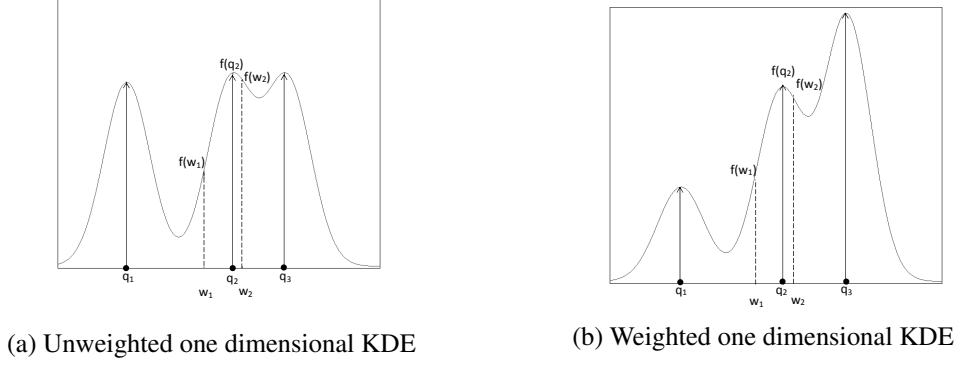 f(q₂)
f(w₂)
f(w₁)
q₁
q₂
q₃
w₁
w₂
(a) Unweighted one dimensional KDE
f(q₂)
f(w₂)
f(w₁)
q₁
q₂
q₃
w₁
w₂
(b) Weighted one dimensional KDE